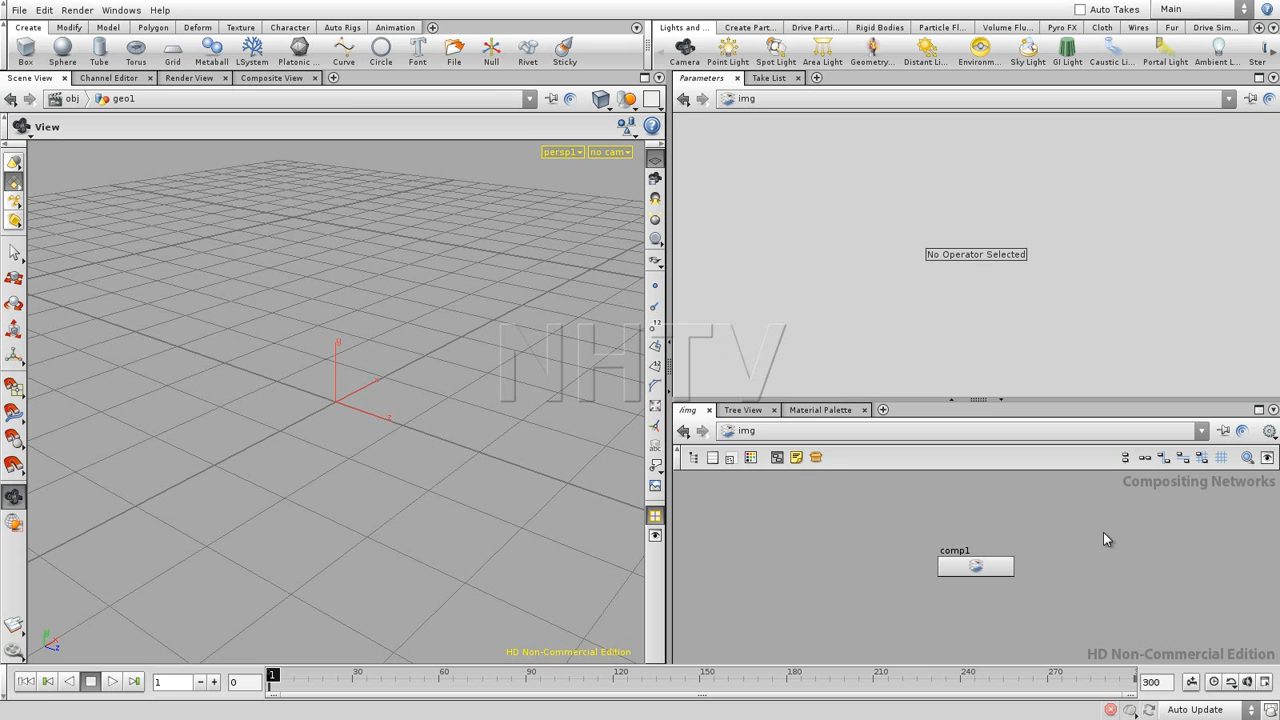 File Edit Render Windows Help
Auto Takes Main
Create Modify Model Polygon Deform Texture Character Auto Rigs Animation
Lights and ... Create Part... Drive Parti... Rigid Bodies Particle Fl... Volume Flu... Pyro FX Cloth Wires Fur Drive Sim...
Box Sphere Tube Torus Grid Metaball LSystem Platonic ... Curve Circle Font File Null Rivet Sticky
Camera Point Light Spot Light Area Light Geometry... Distant Li... Environm... Sky Light GI Light Caustic Li... Portal Light Ambient L... Ster
Scene View Channel Editor Render View Composite View
Parameters Take List
obj geo1
img
View
persp1 no cam
No Operator Selected
NHTV
/img Tree View Material Palette
img
Compositing Networks
comp1
HD Non-Commercial Edition
HD Non-Commercial Edition
1 0 1 30 60 90 120 150 180 210 240 270 300
Auto Update